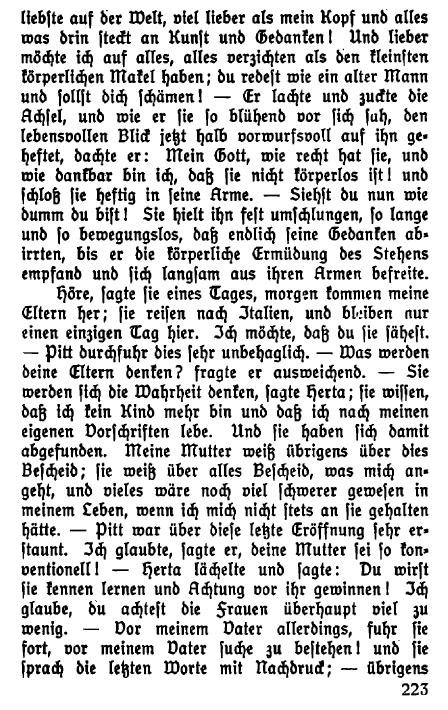 liebste auf der Welt, viel lieber als mein Kopf und alles
was drin steckt an Kunst und Gedanken! Und lieber
möchte ich auf alles, alles verzichten als den kleinsten
körperlichen Makel haben; du redest wie ein alter Mann
und sollst dich schämen! — Er lachte und zuckte die
Achsel, und wie er sie so blühend vor sich sah, den
lebensvollen Blick jetzt halb vorwurfsvoll auf ihn ge-
heftet, dachte er: Mein Gott, wie recht hat sie, und
wie dankbar bin ich, daß sie nicht körperlos ist! und
schloß sie heftig in seine Arme. — Siehst du nun wie
dumm du bist! Sie hielt ihn fest umschlungen, so lange
und so bewegungslos, daß endlich seine Gedanken ab-
irrten, bis er die körperliche Ermüdung des Stehens
empfand und sich langsam aus ihren Armen befreite.
Höre, sagte sie eines Tages, morgen kommen meine
Eltern her; sie reisen nach Italien, und bleiben nur
einen einzigen Tag hier. Ich möchte, daß du sie sähest.
— Pitt durchfuhr dies sehr unbehaglich. — Was werden
deine Eltern denken? fragte er ausweichend. — Sie
werden sich die Wahrheit denken, sagte Herta; sie wissen,
daß ich kein Kind mehr bin und daß ich nach meinen
eigenen Vorschriften lebe. Und sie haben sich damit
abgefunden. Meine Mutter weiß übrigens über dies
Bescheid; sie weiß über alles Bescheid, was mich an-
geht, und vieles wäre noch viel schwerer gewesen in
meinem Leben, wenn ich mich nicht stets an sie gehalten
hätte. — Pitt war über diese letzte Eröffnung sehr er-
staunt. Ich glaubte, sagte er, deine Mutter sei so kon-
ventionell! — Herta lächelte und sagte: Du wirst
sie kennen lernen und Achtung vor ihr gewinnen! Ich
glaube, du achtest die Frauen überhaupt viel zu
wenig. — Vor meinem Vater allerdings, fuhr sie
fort, vor meinem Vater suche zu bestehen! und sie
sprach die letzten Worte mit Nachdruck; — übrigens
223